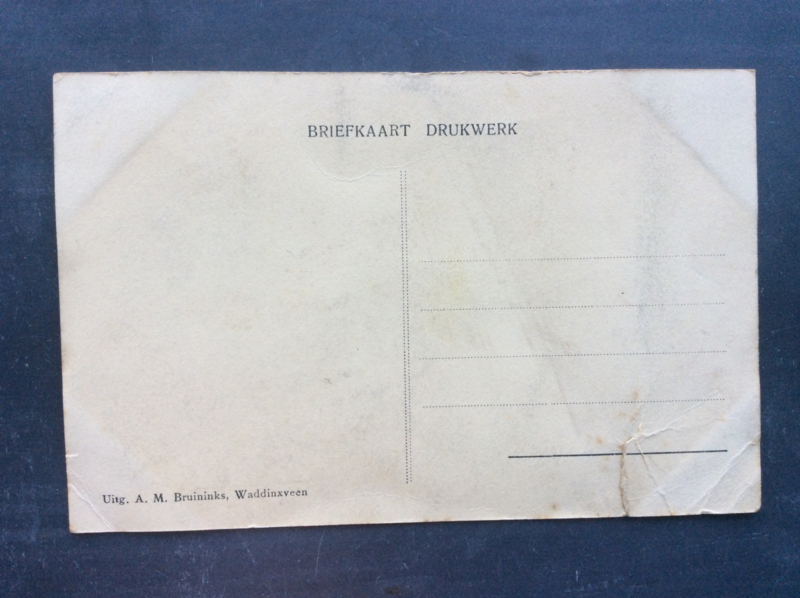 BRIEFKAART DRUKWERK
Uitg. A. M. Bruininks, Waddinxveen